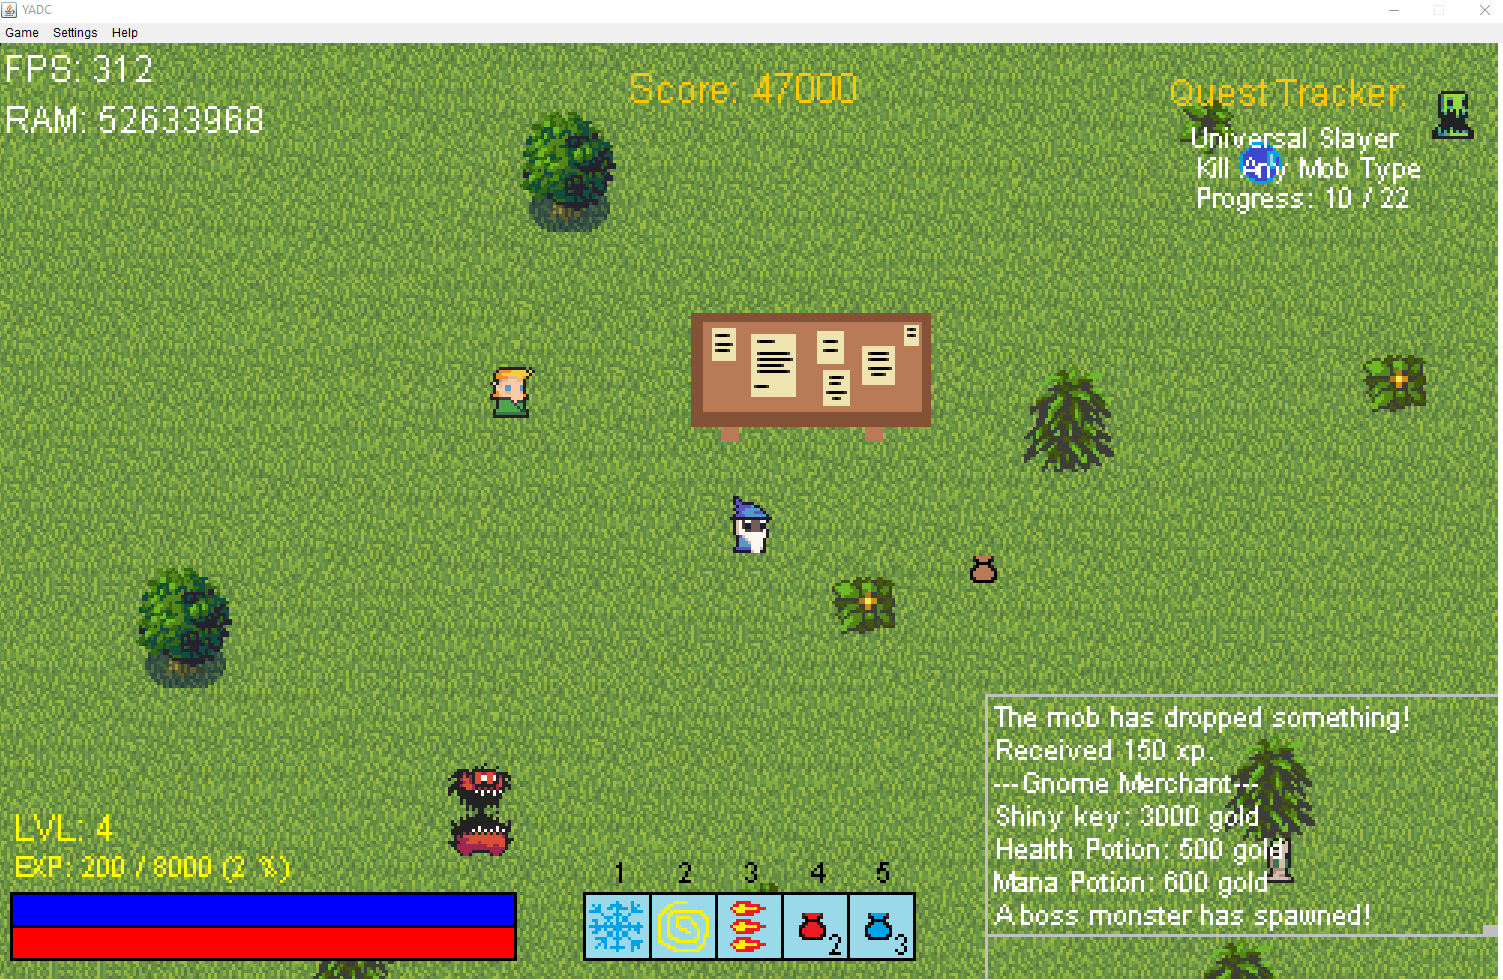 YADC
Game Settings Help
FPS: 312
RAM: 52633968
Score: 47000
Quest Tracker:
Universal Slayer
Kill Any Mob Type
Progress: 10 / 22
The mob has dropped something!
Received 150 xp.
---Gnome Merchant---
Shiny key: 3000 gold
Health Potion: 500 gold
Mana Potion: 600 gold
A boss monster has spawned!
LVL: 4
EXP: 200 / 8000 (2 %)
1 2 3 4 5
2 3